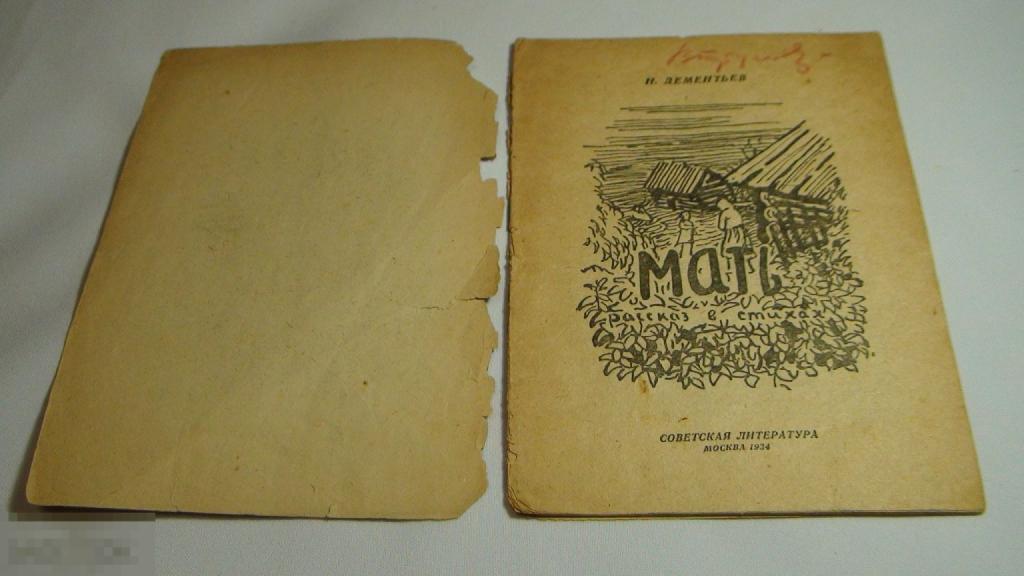 Н. ДЕМЕНТЬЕВ
мать
рассказ в стихах
СОВЕТСКАЯ ЛИТЕРАТУРА
МОСКВА 1934